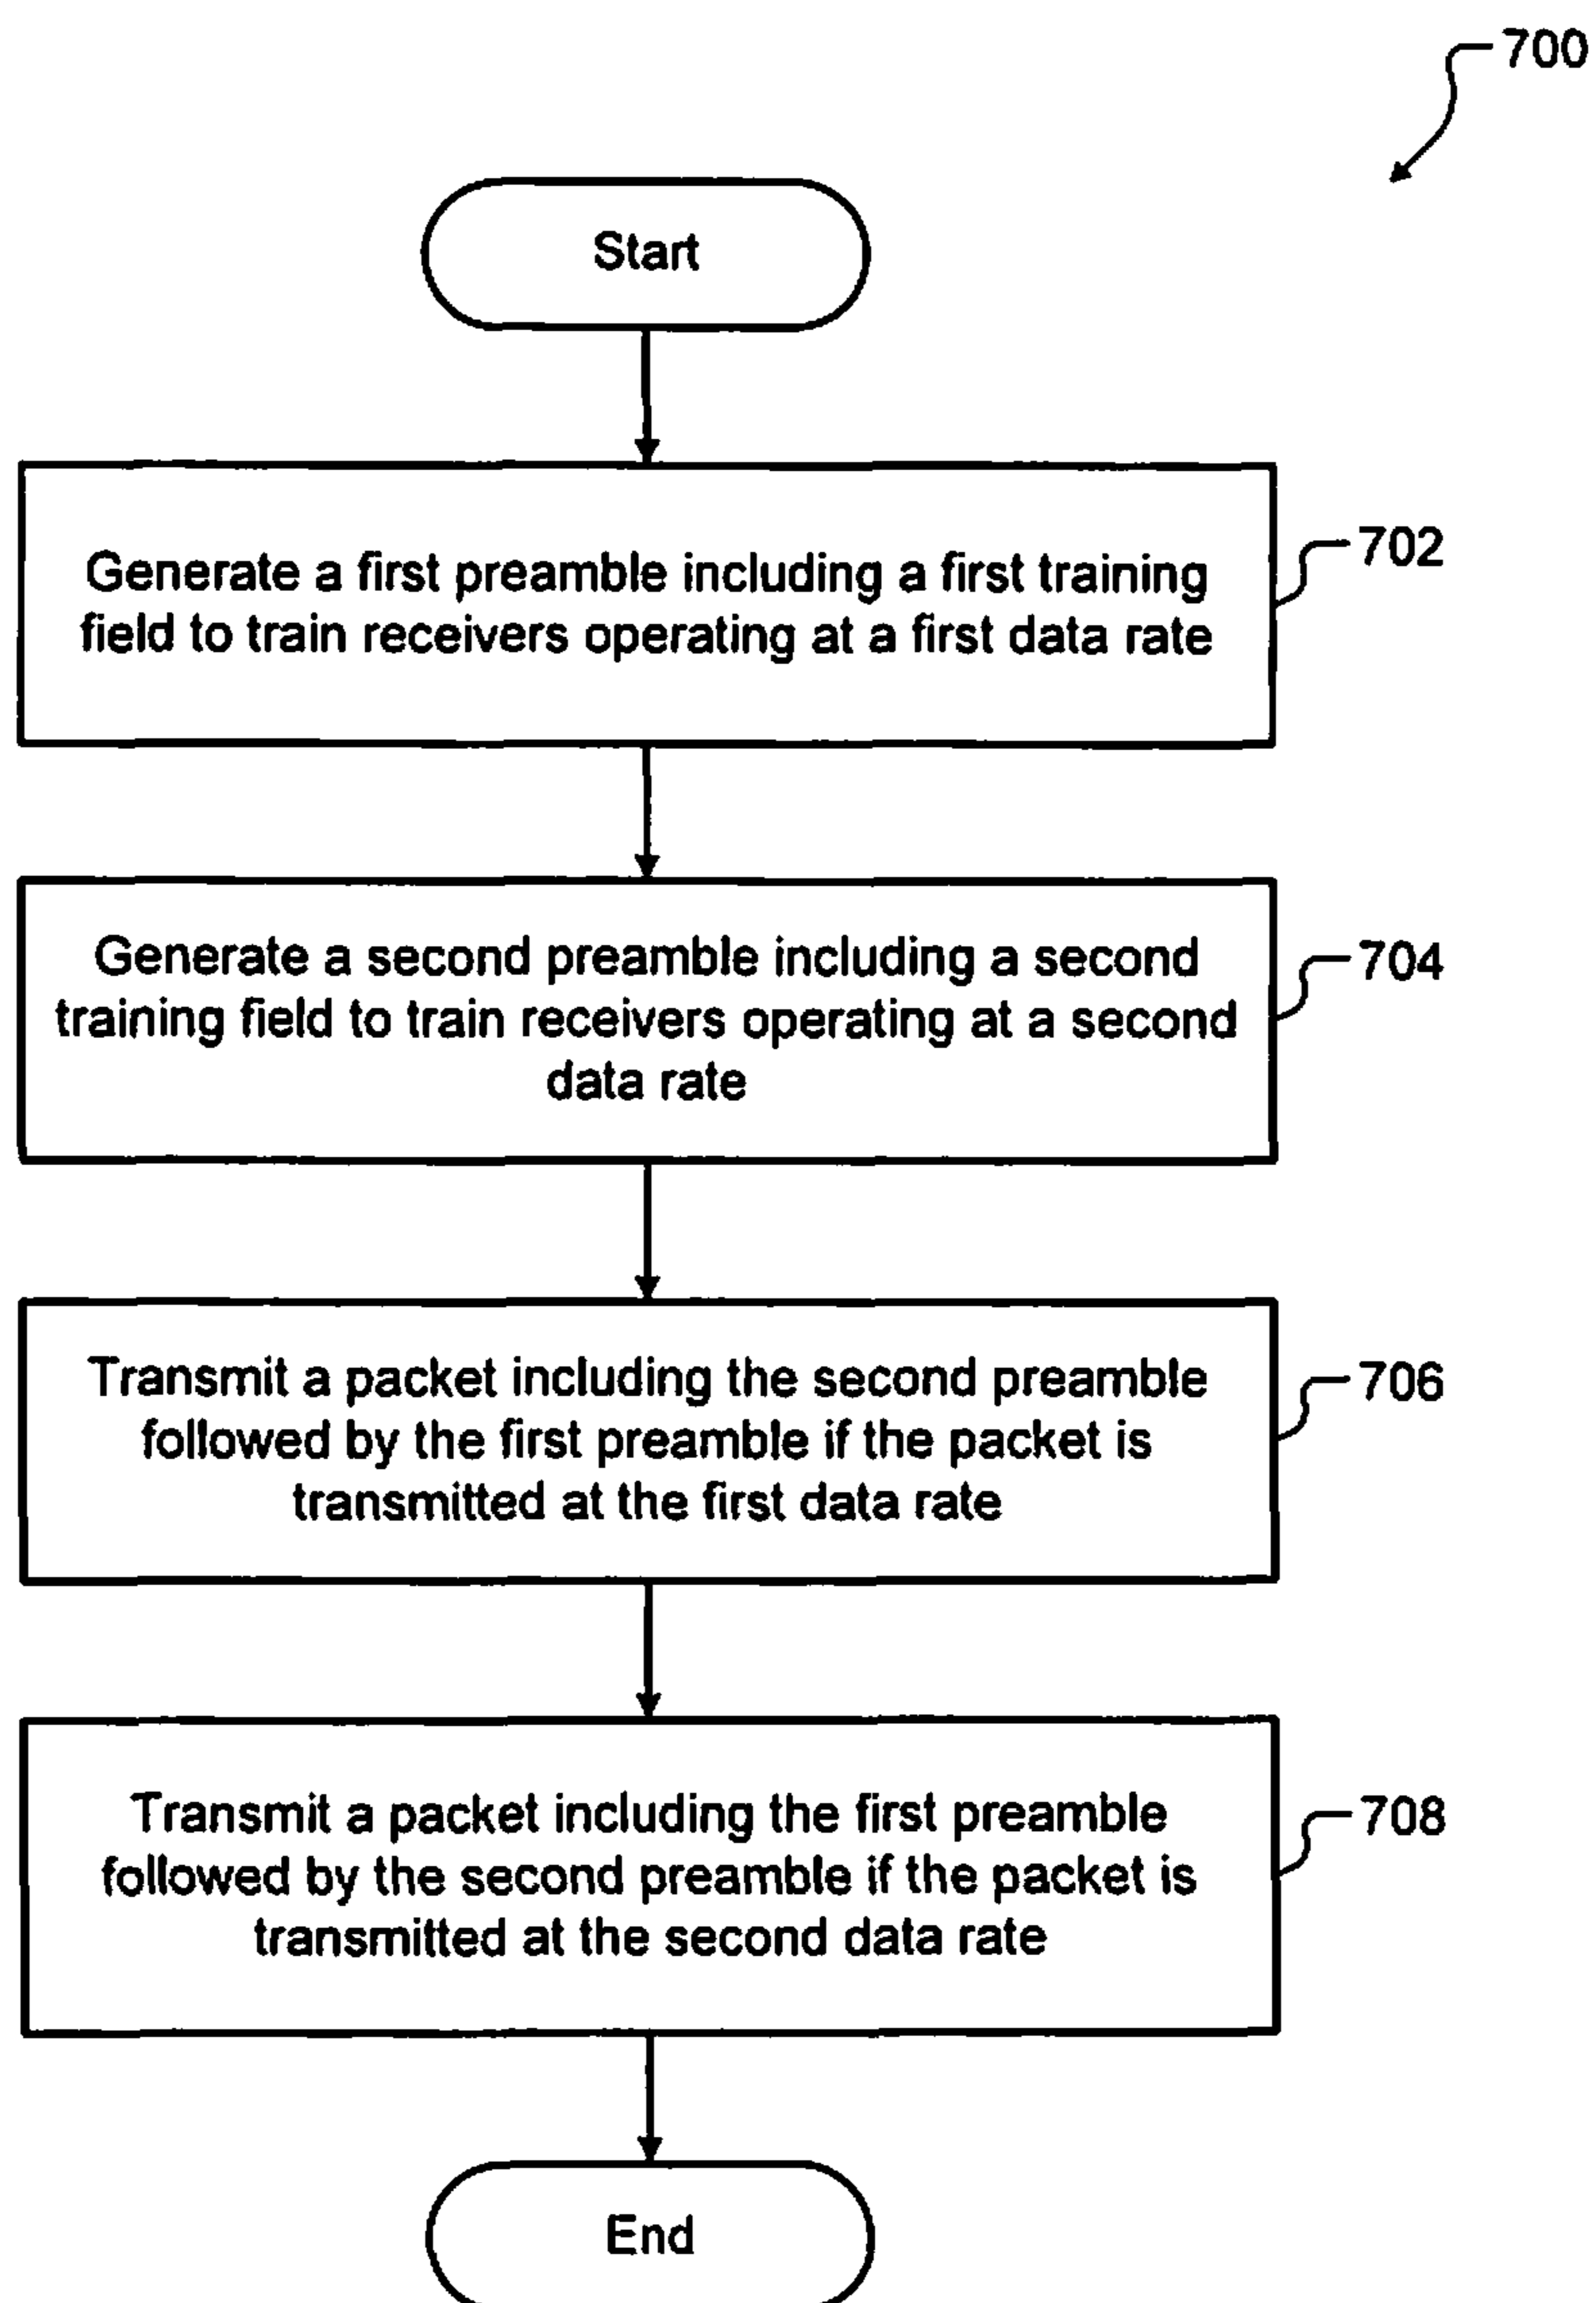 700
Start
Generate a first preamble including a first training
field to train receivers operating at a first data rate
702
Generate a second preamble including a second
training field to train receivers operating at a second
data rate
704
Transmit a packet including the second preamble
followed by the first preamble if the packet is
transmitted at the first data rate
706
Transmit a packet including the first preamble
followed by the second preamble if the packet is
transmitted at the second data rate
708
End